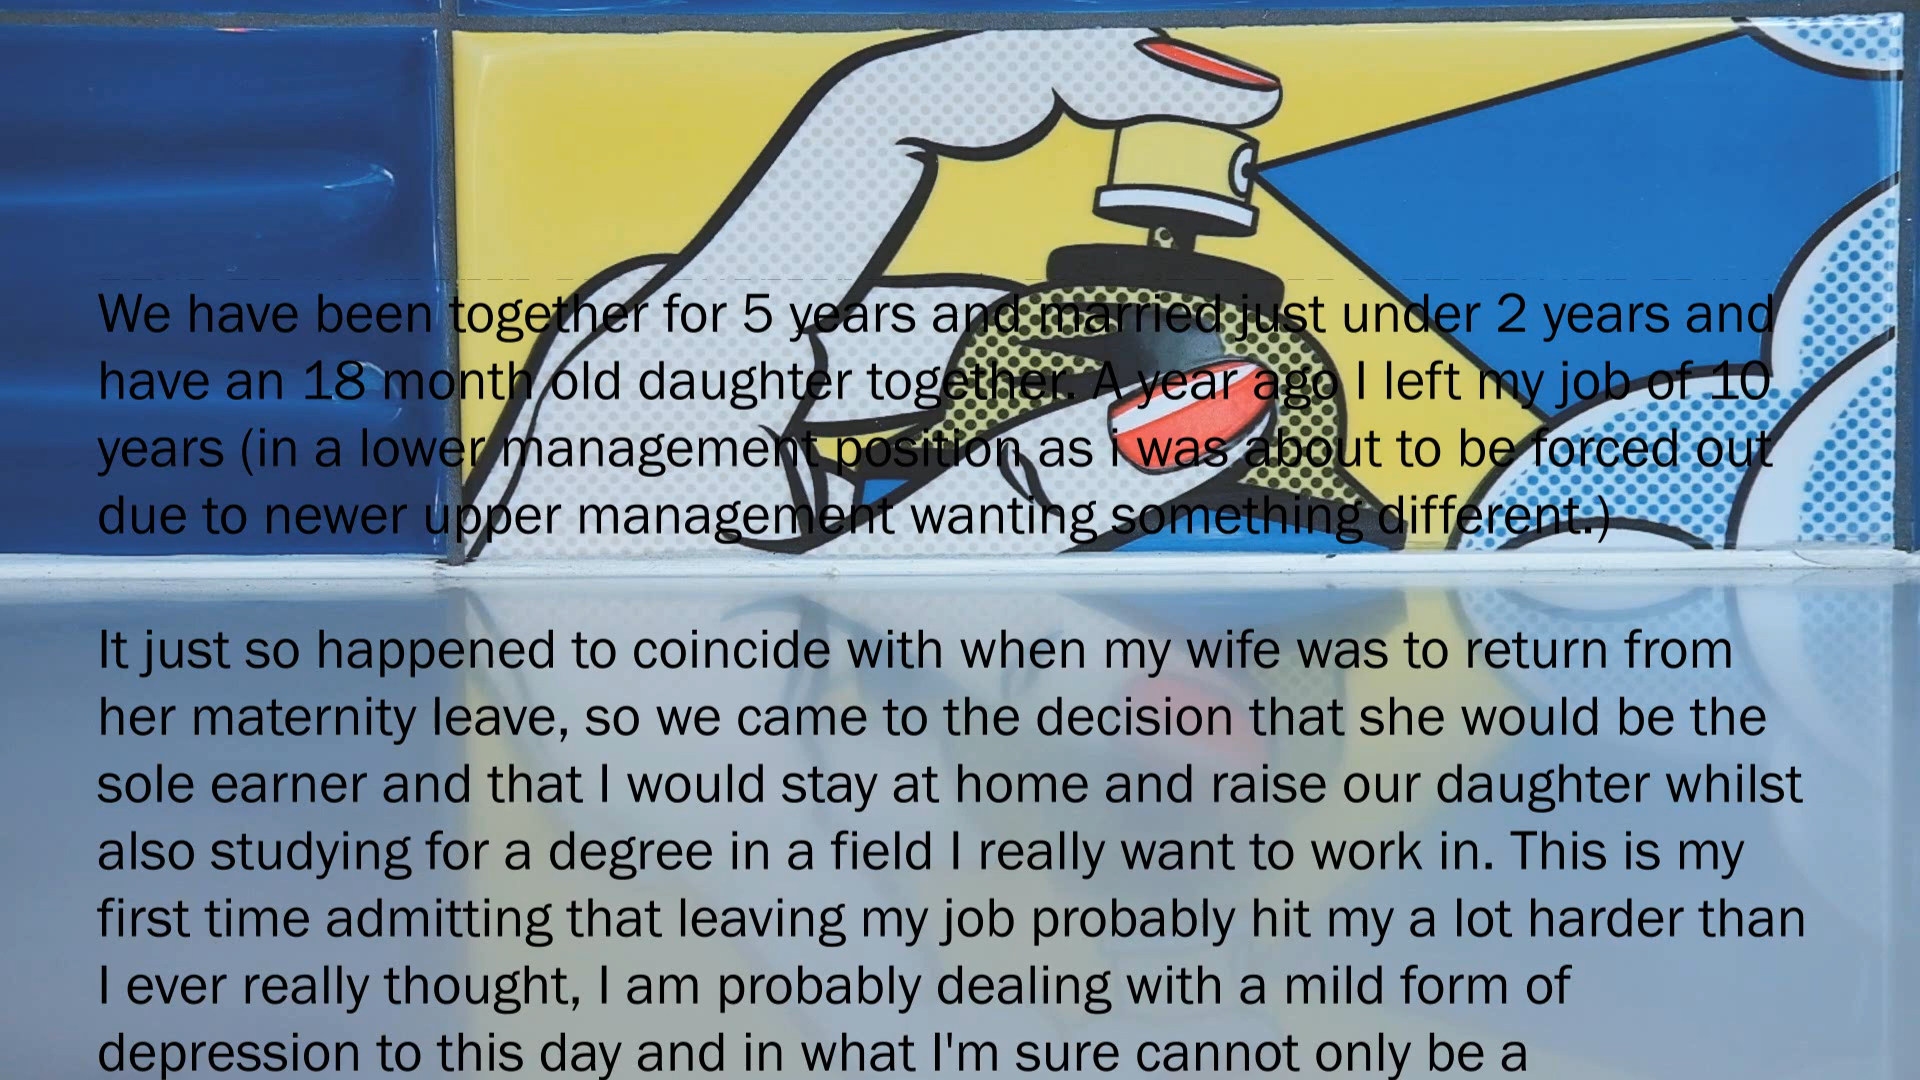 We have been together for 5 years and married just under 2 years and
have an 18 month old daughter together. A year ago I left my job of 10
years (in a lower management position as i was about to be forced out
due to newer upper management wanting something different.)
It just so happened to coincide with when my wife was to return from
her maternity leave, so we came to the decision that she would be the
sole earner and that I would stay at home and raise our daughter whilst
also studying for a degree in a field I really want to work in. This is my
first time admitting that leaving my job probably hit my a lot harder than
I ever really thought, I am probably dealing with a mild form of
depression to this day and in what I'm sure cannot only be a